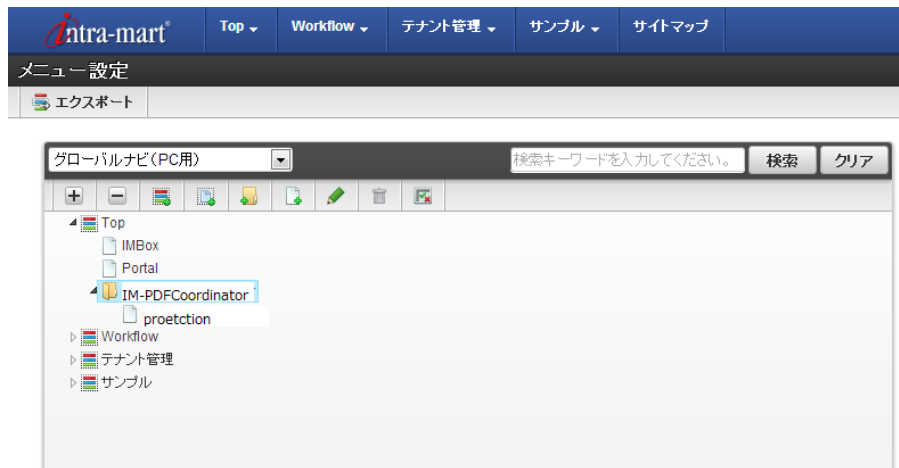 intra-mart Top Workflow テナント管理 サンプル サイトマップ
メニュー設定
エクスポート
グローバルナビ(PC用) 検索キーワードを入力してください。 検索 クリア
Top
IMBox
Portal
IM-PDFCoordinator
proetction
Workflow
テナント管理
サンプル